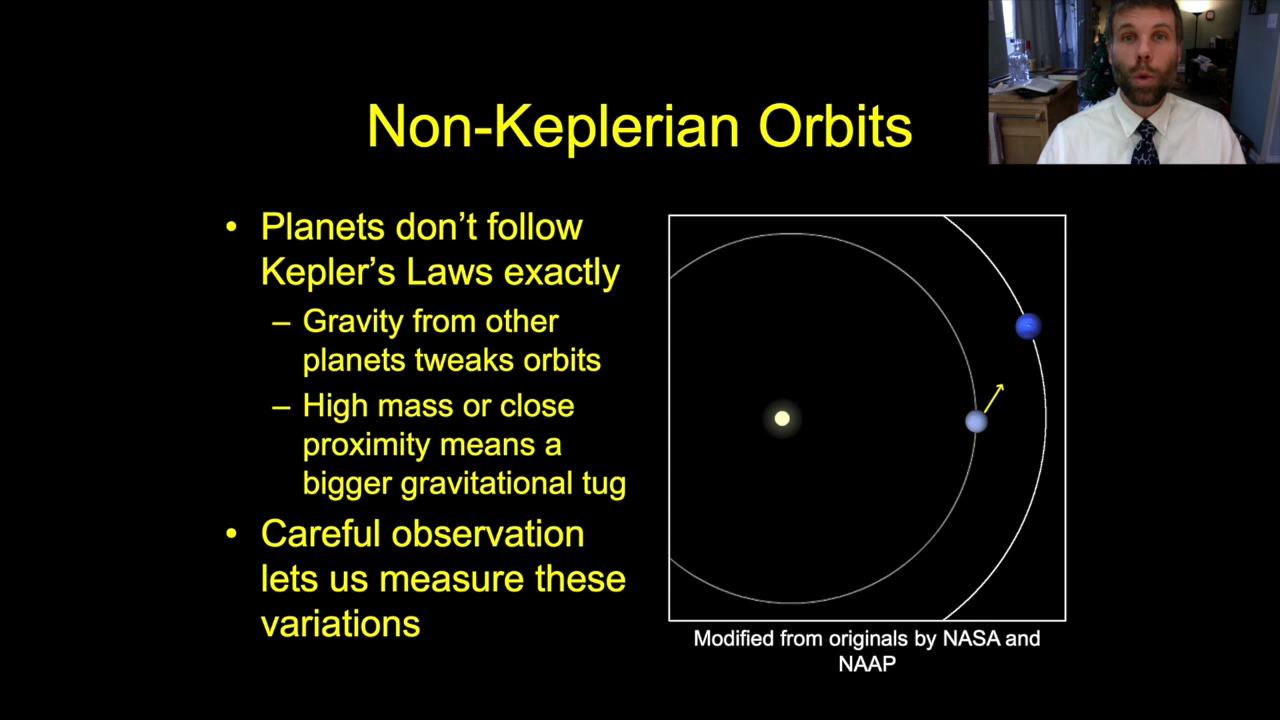 Non-Keplerian Orbits
• Planets don’t follow
Kepler’s Laws exactly
– Gravity from other
planets tweaks orbits
– High mass or close
proximity means a
bigger gravitational tug
• Careful observation
lets us measure these
variations
Modified from originals by NASA and
NAAP